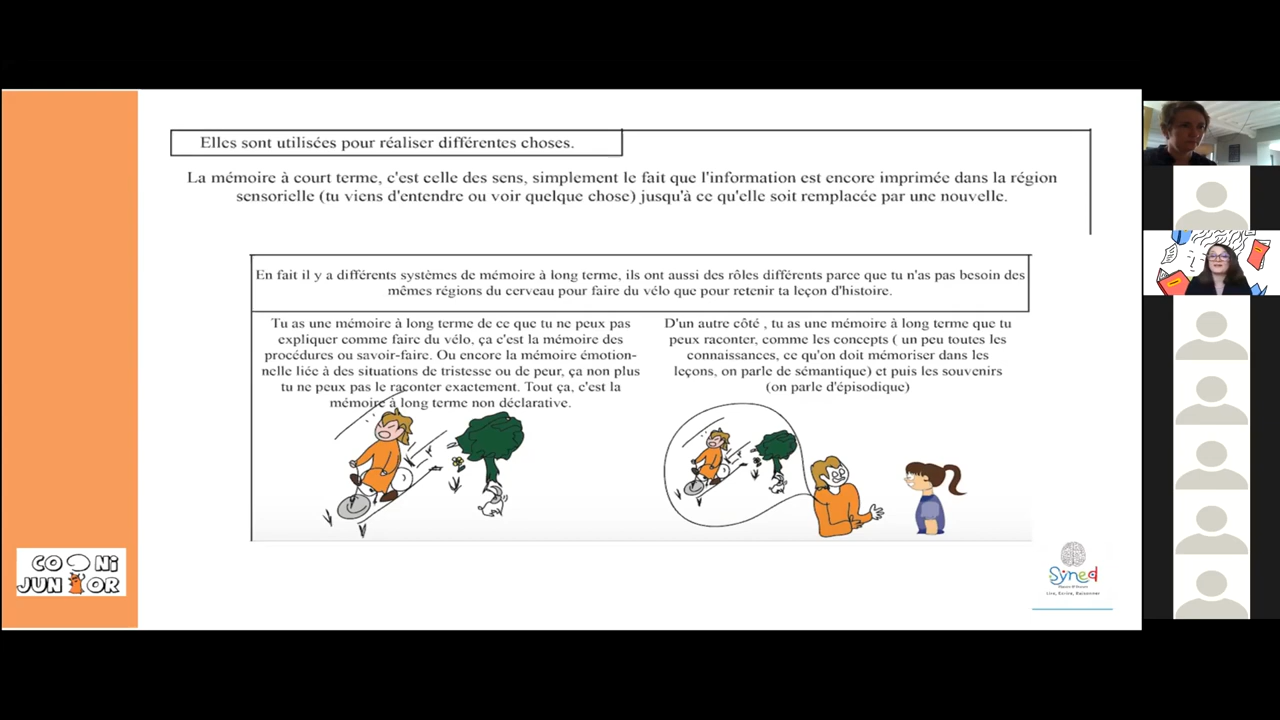 Elles sont utilisées pour réaliser différentes choses.
La mémoire à court terme, c'est celle des sens, simplement le fait que l'information est encore imprimée dans la région
sensorielle (tu viens d'entendre ou voir quelque chose) jusqu'à ce qu'elle soit remplacée par une nouvelle.
En fait il y a différents systèmes de mémoire à long terme, ils ont aussi des rôles différents parce que tu n'as pas besoin des
mêmes régions du cerveau pour faire du vélo que pour retenir ta leçon d'histoire.
Tu as une mémoire à long terme de ce que tu ne peux pas
expliquer comme faire du vélo, ça c'est la mémoire des
procédures ou savoir-faire. Ou encore la mémoire émotion-
nelle liée à des situations de tristesse ou de peur, ça non plus
tu ne peux pas le raconter exactement. Tout ça, c'est la
mémoire à long terme non déclarative.
D'un autre côté , tu as une mémoire à long terme que tu
peux raconter, comme les concepts ( un peu toutes les
connaissances, ce qu'on doit mémoriser dans les
leçons, on parle de sémantique) et puis les souvenirs
(on parle d'épisodique)
CO NI
JUNIOR
Syned
Lire, Ecrire, Raisonner